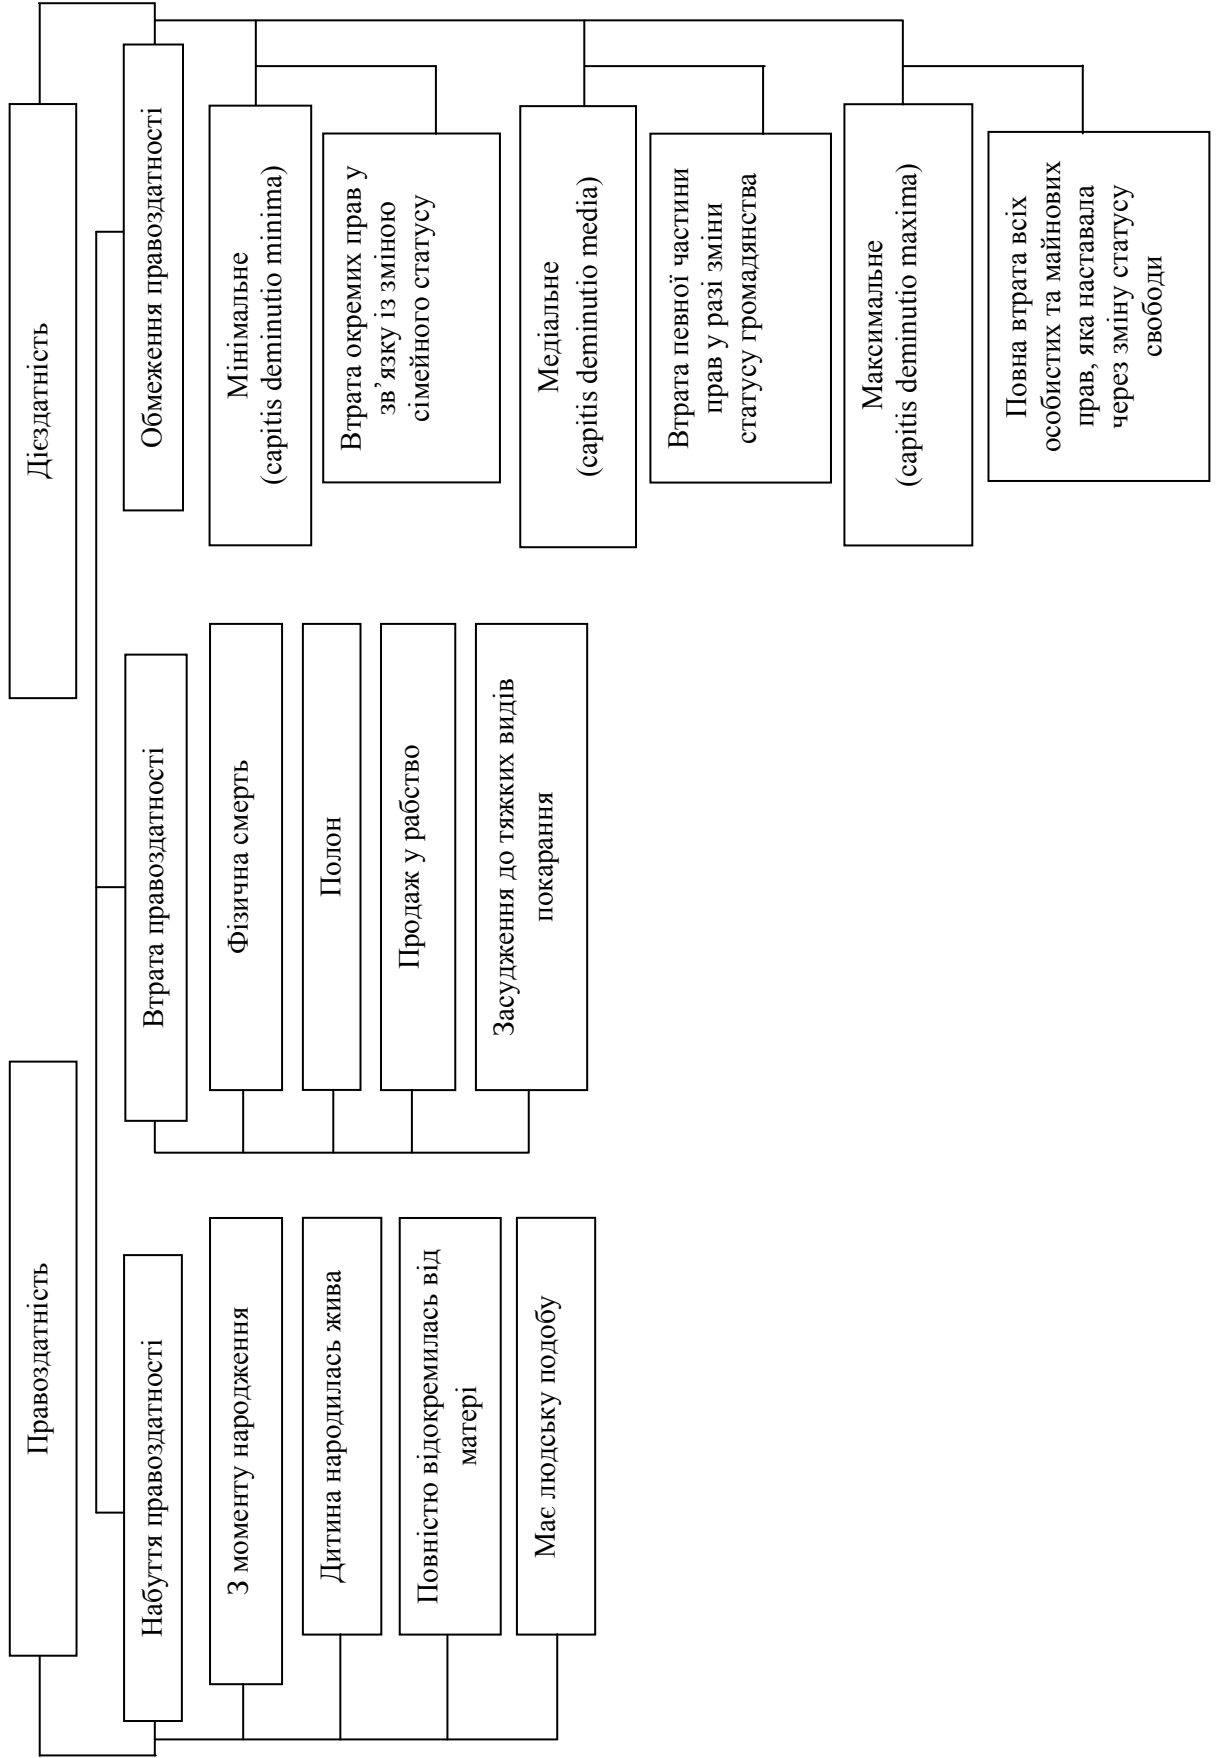 Правоздатність
Дієздатність
Набуття правоздатності
З моменту народження
Дитина народилась жива
Повністю відокремилась від
матері
Має людську подобу
Втрата правоздатності
Фізична смерть
Полон
Продаж у рабство
Засудження до тяжких видів
покарання
Обмеження правоздатності
Мінімальне
(capitis deminutio minima)
Втрата окремих прав у
зв’язку із зміною
сімейного статусу
Медіальне
(capitis deminutio media)
Втрата певної частини
прав у разі зміни
статусу громадянства
Максимальне
(capitis deminutio maxima)
Повна втрата всіх
особистих та майнових
прав, яка наставала
через зміну статусу
свободи